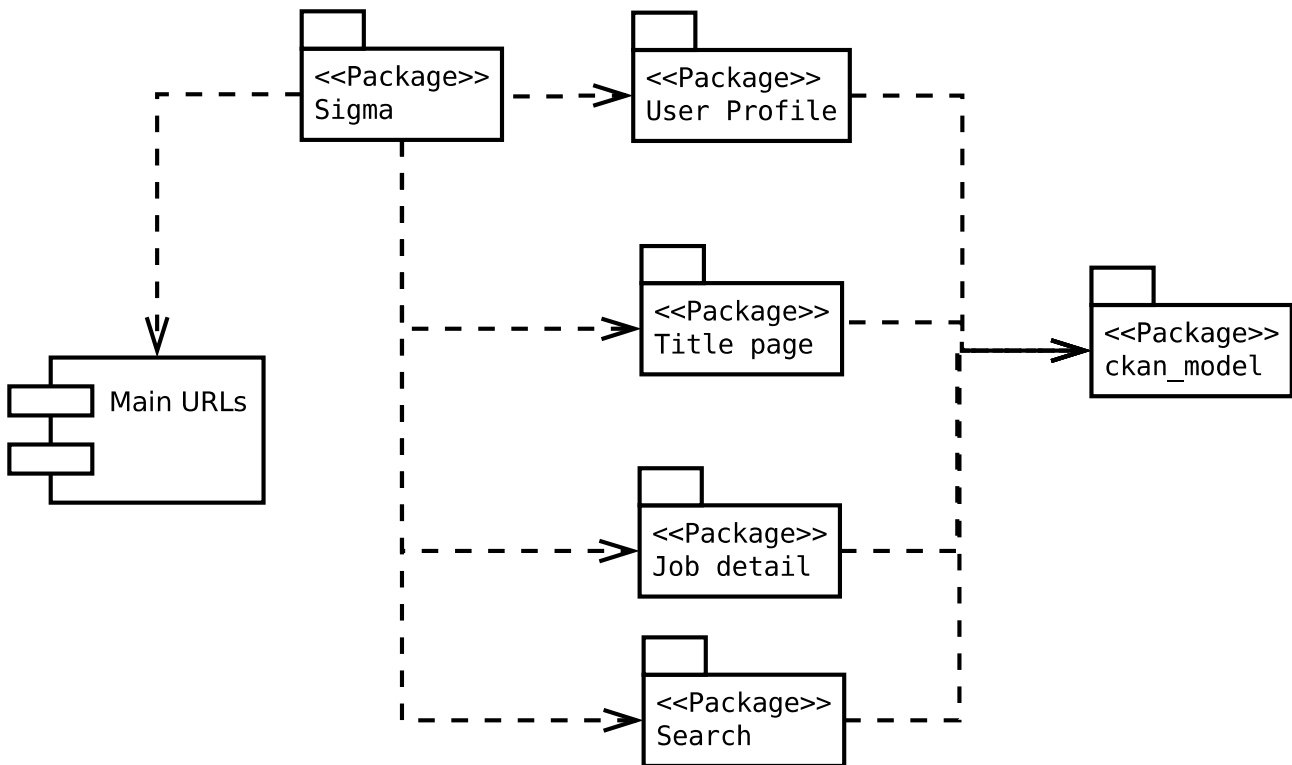 <<Package>>
Sigma
<<Package>>
User Profile
<<Package>>
Title page
<<Package>>
ckan_model
Main URLs
<<Package>>
Job detail
<<Package>>
Search